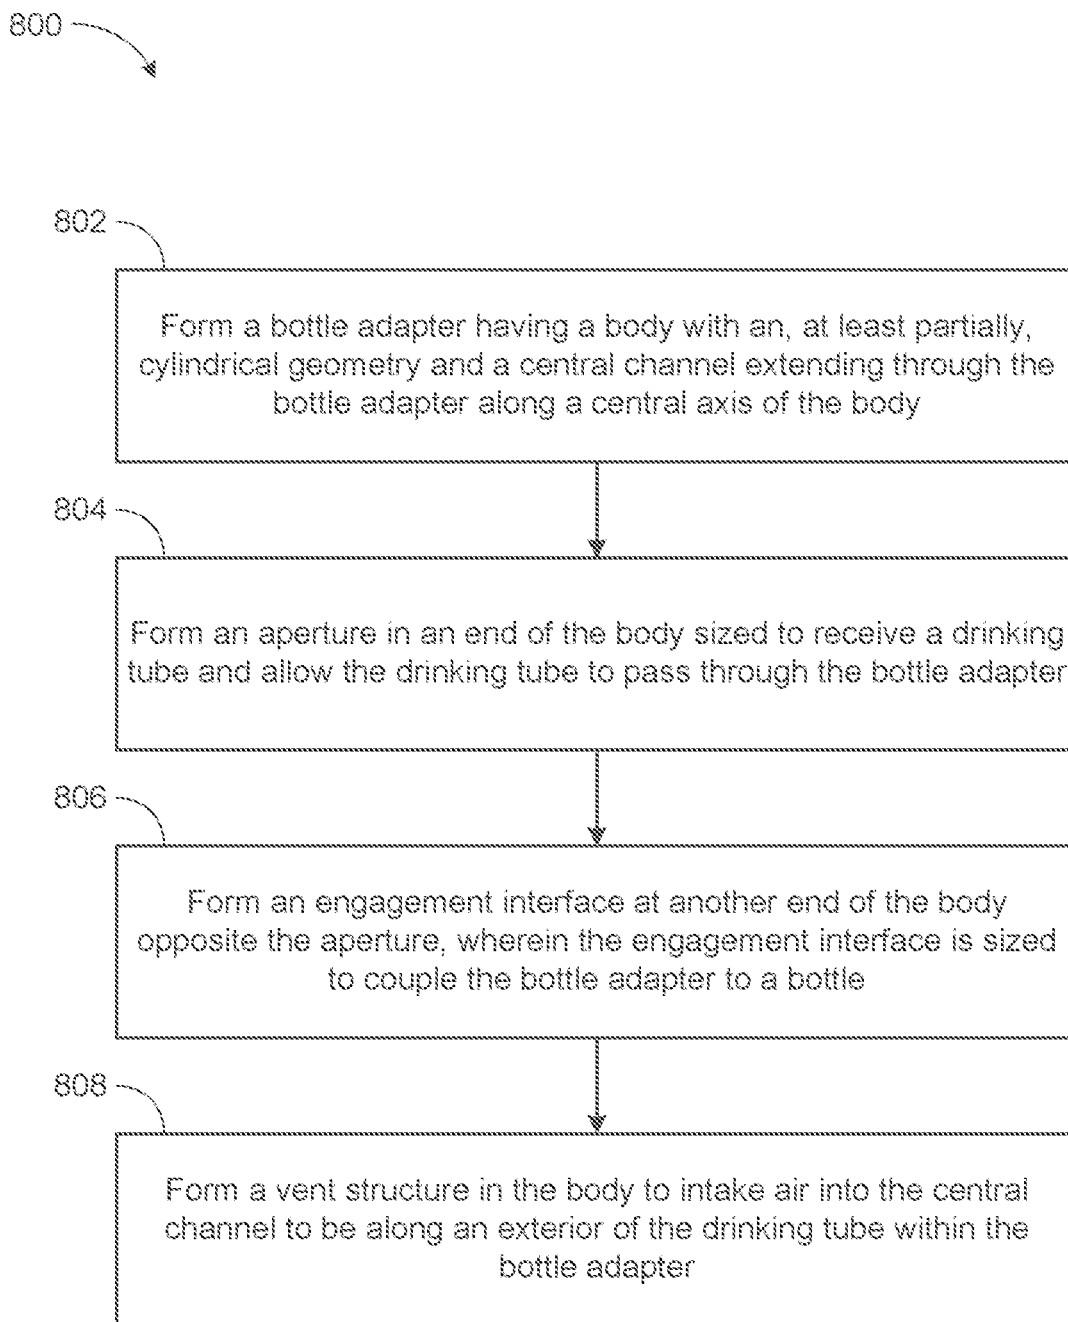 800
802
Form a bottle adapter having a body with an, at least partially,
cylindrical geometry and a central channel extending through the
bottle adapter along a central axis of the body
804
Form an aperture in an end of the body sized to receive a drinking
tube and allow the drinking tube to pass through the bottle adapter
806
Form an engagement interface at another end of the body
opposite the aperture, wherein the engagement interface is sized
to couple the bottle adapter to a bottle
808
Form a vent structure in the body to intake air into the central
channel to be along an exterior of the drinking tube within the
bottle adapter